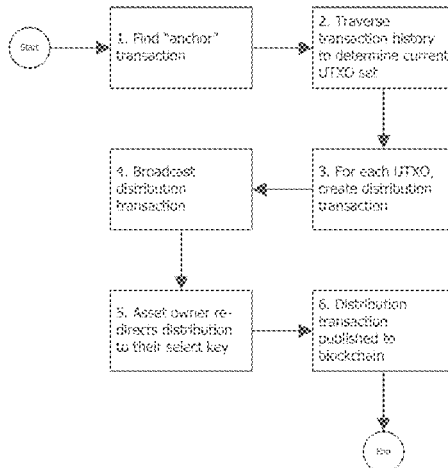 Start
1. Find "anchor"
transaction
2. Traverse
transaction history
to determine current
UTXO set
4. Broadcast
distribution
transaction
3. For each UTXO,
create distribution
transaction
5. Asset owner re-
directs distribution
to their select key
6. Distribution
transaction
published to
blockchain
End